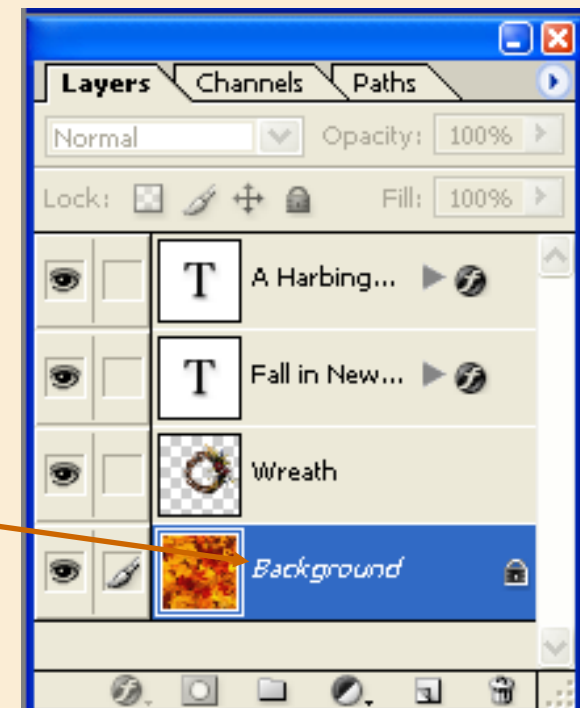 Layers Channels Paths
Normal Opacity: 100%
Lock: Fill: 100%
T A Harbing...
T Fall in New...
Wreath
Background